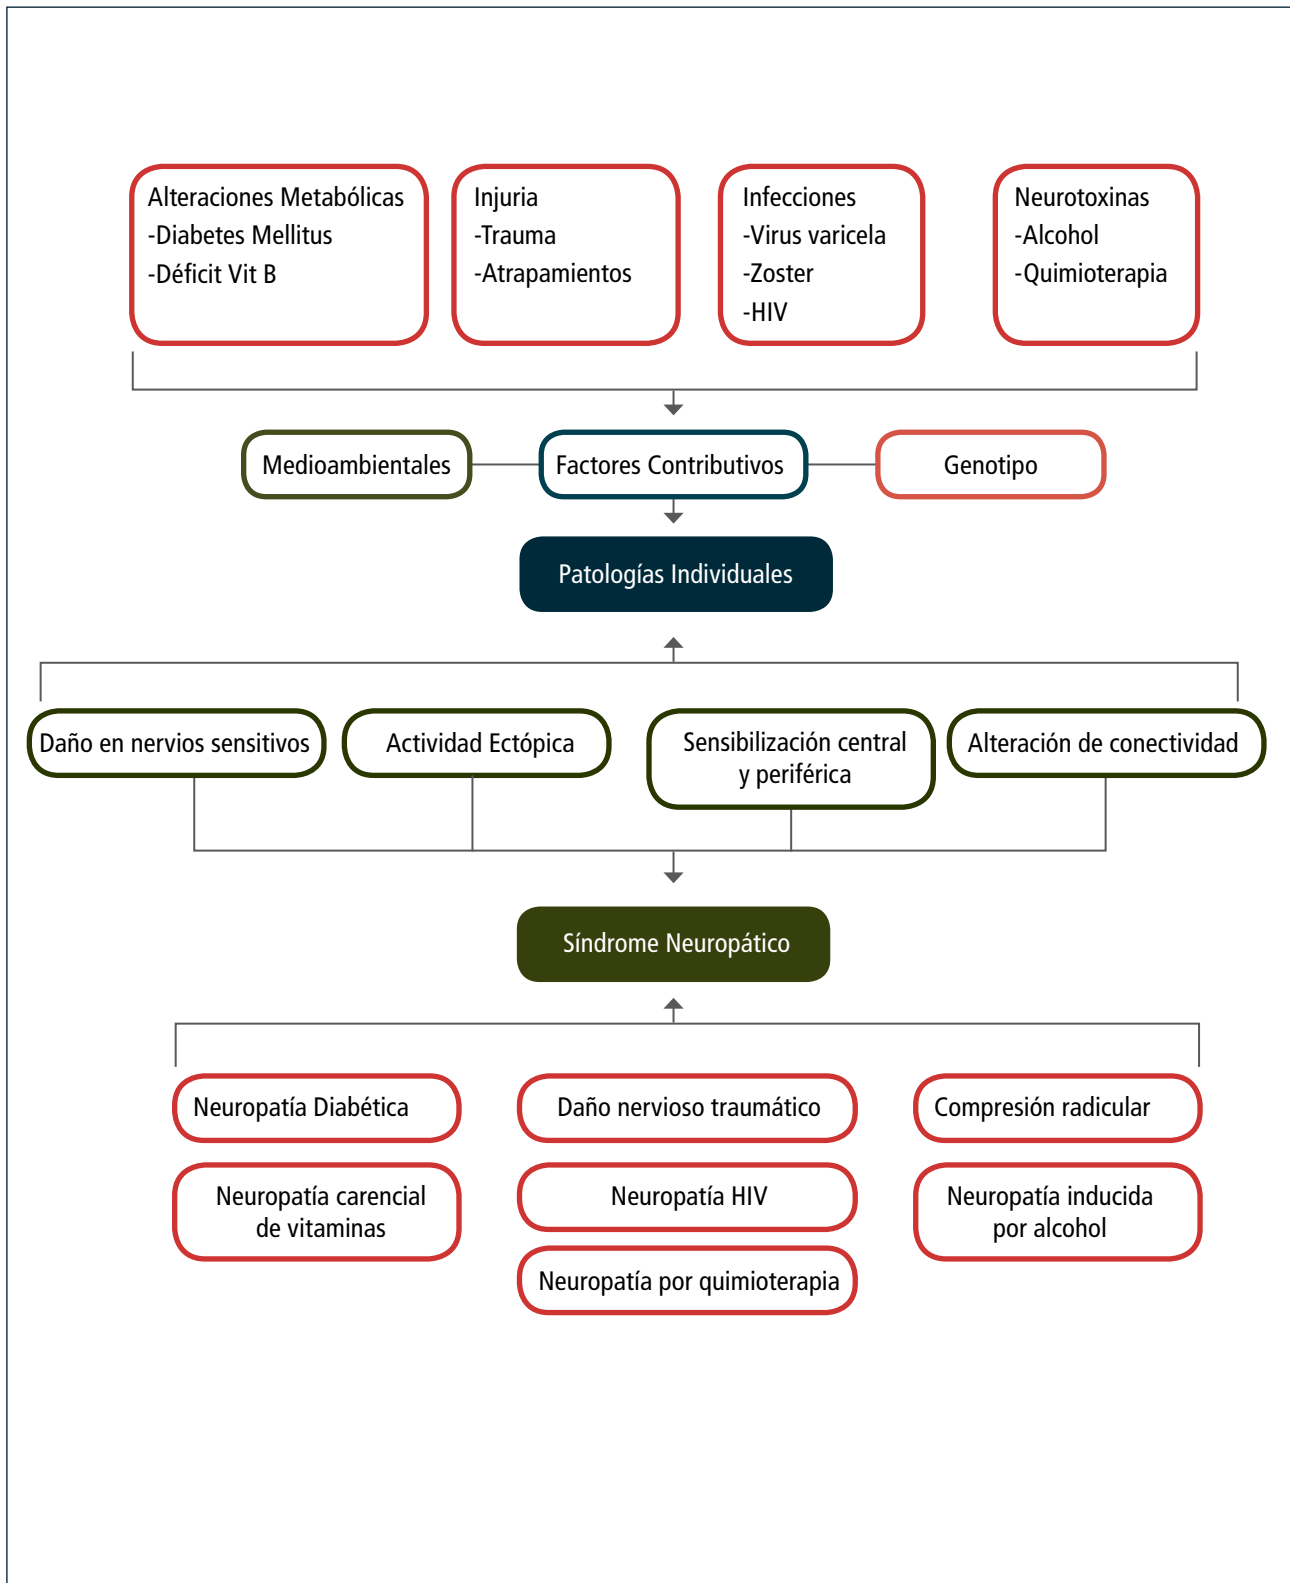 Alteraciones Metabólicas
-Diabetes Mellitus
-Déficit Vit B
Injuria
-Trauma
-Atrapamientos
Infecciones
-Virus varicela
-Zoster
-HIV
Neurotoxinas
-Alcohol
-Quimioterapia
Medioambientales
Factores Contributivos
Genotipo
Patologías Individuales
Daño en nervios sensitivos
Actividad Ectópica
Sensibilización central
y periférica
Alteración de conectividad
Síndrome Neuropático
Neuropatía Diabética
Daño nervioso traumático
Compresión radicular
Neuropatía carencial
de vitaminas
Neuropatía HIV
Neuropatía inducida
por alcohol
Neuropatía por quimioterapia